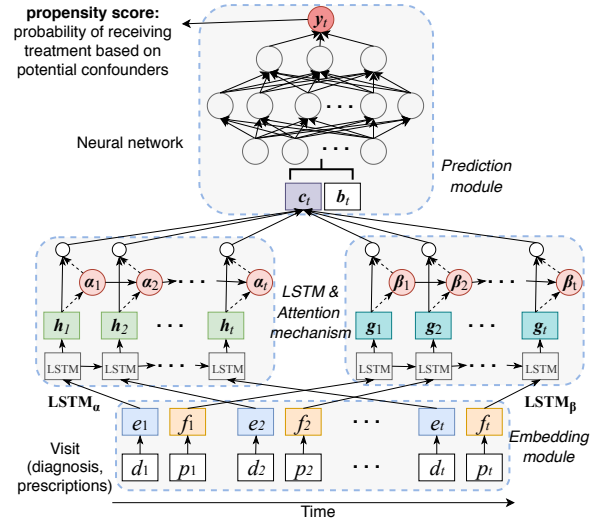 propensity score:
probability of receiving
treatment based on
potential confounders
y_t
Neural network
. . .
. . .
Prediction
module
c_t b_t
α_1 α_2 . . . α_t
β_1 β_2 . . . β_t
LSTM &
Attention
mechanism
h_1 h_2 . . . h_t
g_1 g_2 . . . g_t
LSTM LSTM . . . LSTM
LSTM LSTM . . . LSTM
LSTM_α
LSTM_β
e_1 f_1 e_2 f_2 . . . e_t f_t
Embedding
module
Visit
(diagnosis,
prescriptions)
d_1 p_1 d_2 p_2 . . . d_t p_t
Time